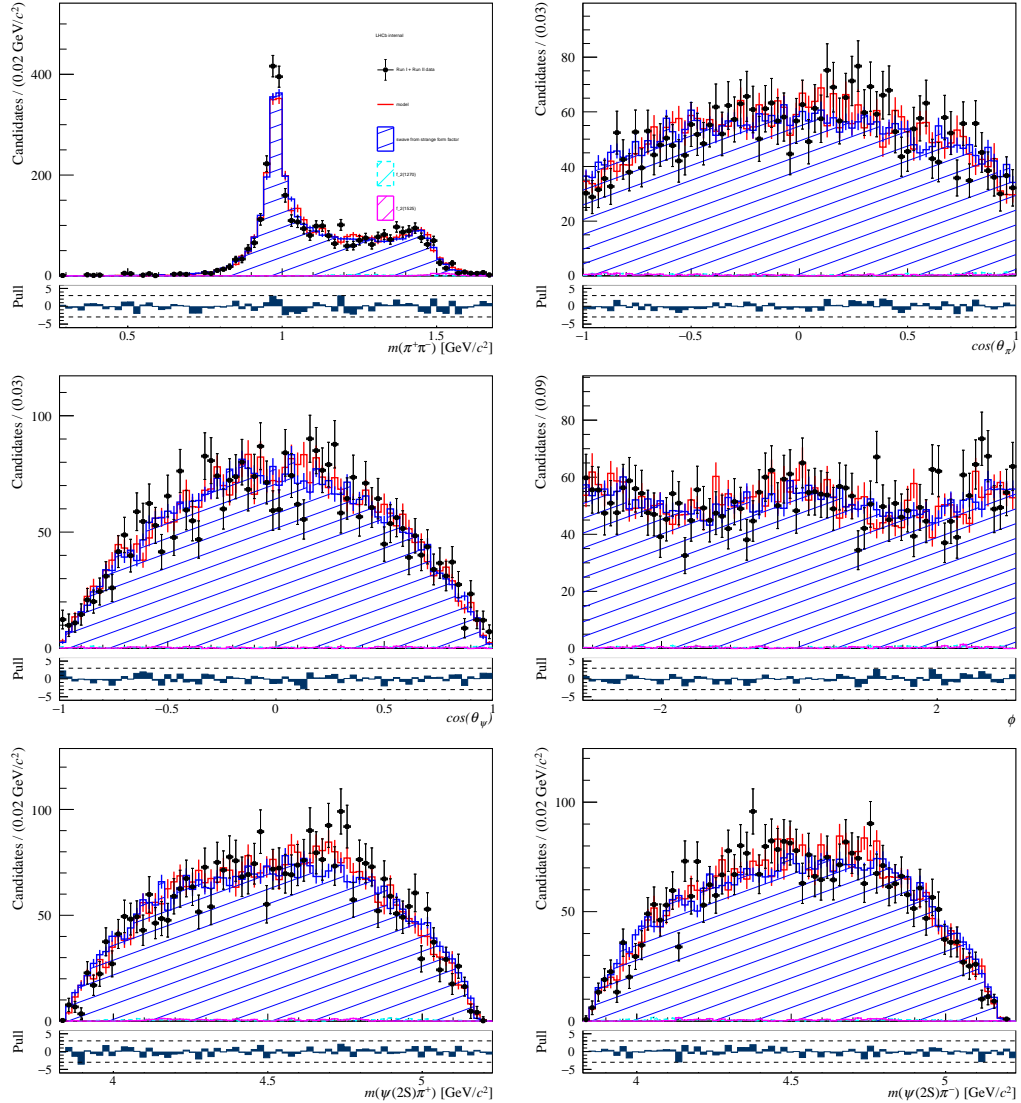 Candidates / (0.02 GeV/c²)
LHCb internal
Run I + Run II data
model
swave from strange form factor
f_2(1270)
f_2(1525)
400
200
0
Pull
5
0
−5
0.5
1
1.5
m(π⁺π⁻) [GeV/c²]
Candidates / (0.03)
80
60
40
20
0
Pull
5
0
−5
−1
−0.5
0
0.5
1
cos(θ_π)
Candidates / (0.03)
100
50
0
Pull
5
0
−5
−1
−0.5
0
0.5
1
cos(θ_ψ)
Candidates / (0.09)
80
60
40
20
0
Pull
5
0
−5
−2
0
2
ϕ
Candidates / (0.02 GeV/c²)
100
50
0
Pull
5
0
−5
4
4.5
5
m(ψ(2S)π⁺) [GeV/c²]
Candidates / (0.02 GeV/c²)
100
50
0
Pull
5
0
−5
4
4.5
5
m(ψ(2S)π⁻) [GeV/c²]